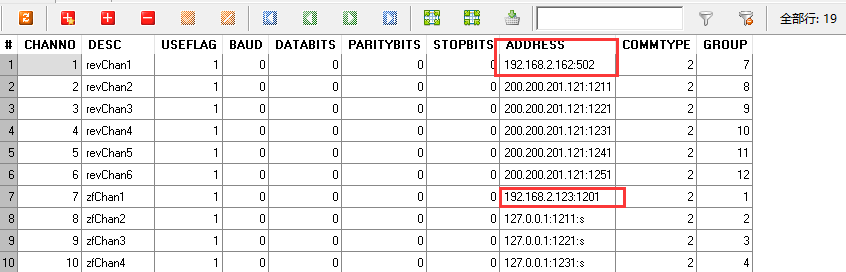 全部行: 19
# CHANNO DESC USEFLAG BAUD DATABITS PARITYBITS STOPBITS ADDRESS COMMTYPE GROUP
1 1 revChan1 1 0 0 0 0 192.168.2.162:502 2 7
2 2 revChan2 1 0 0 0 0 200.200.201.121:1211 2 8
3 3 revChan3 1 0 0 0 0 200.200.201.121:1221 2 9
4 4 revChan4 1 0 0 0 0 200.200.201.121:1231 2 10
5 5 revChan5 1 0 0 0 0 200.200.201.121:1241 2 11
6 6 revChan6 1 0 0 0 0 200.200.201.121:1251 2 12
7 7 zfChan1 1 0 0 0 0 192.168.2.123:1201 2 1
8 8 zfChan2 1 0 0 0 0 127.0.0.1:1211:s 2 2
9 9 zfChan3 1 0 0 0 0 127.0.0.1:1221:s 2 3
10 10 zfChan4 1 0 0 0 0 127.0.0.1:1231:s 2 4